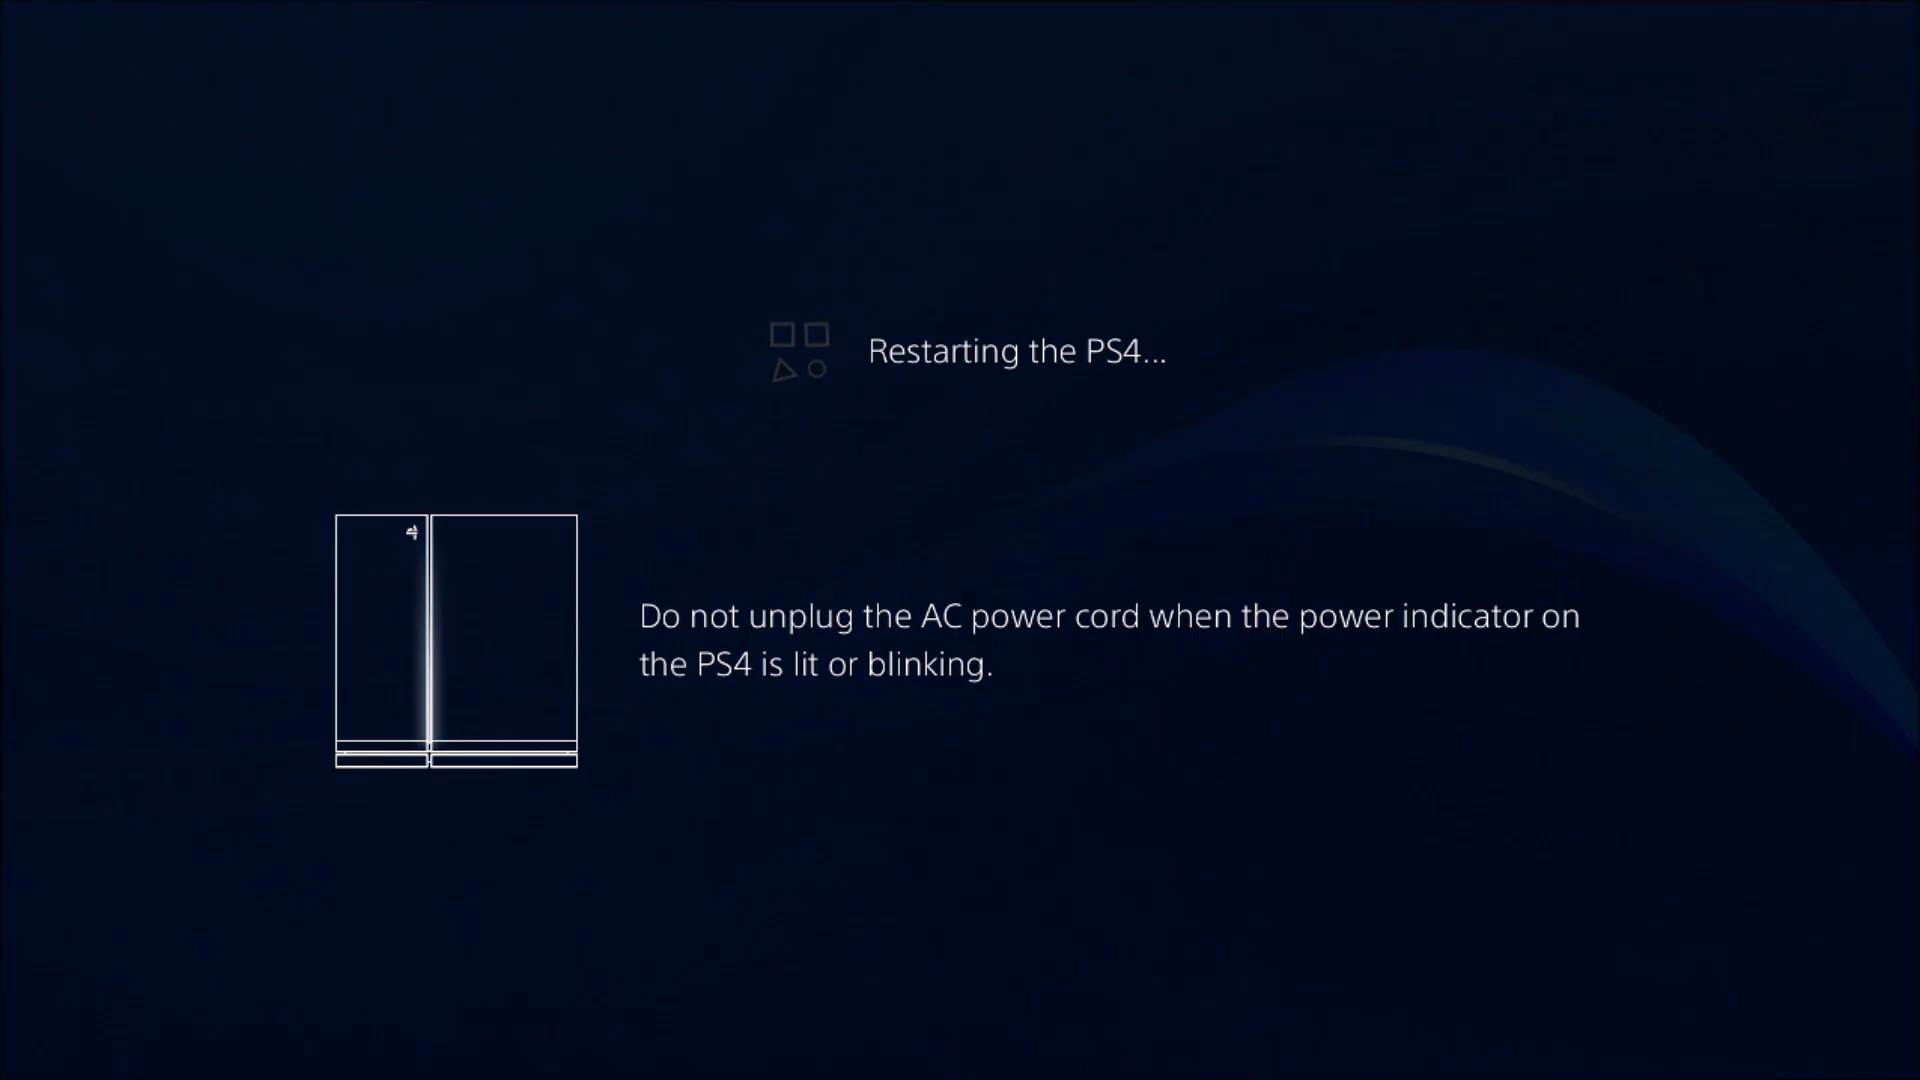 Restarting the PS4...
Do not unplug the AC power cord when the power indicator on
the PS4 is lit or blinking.